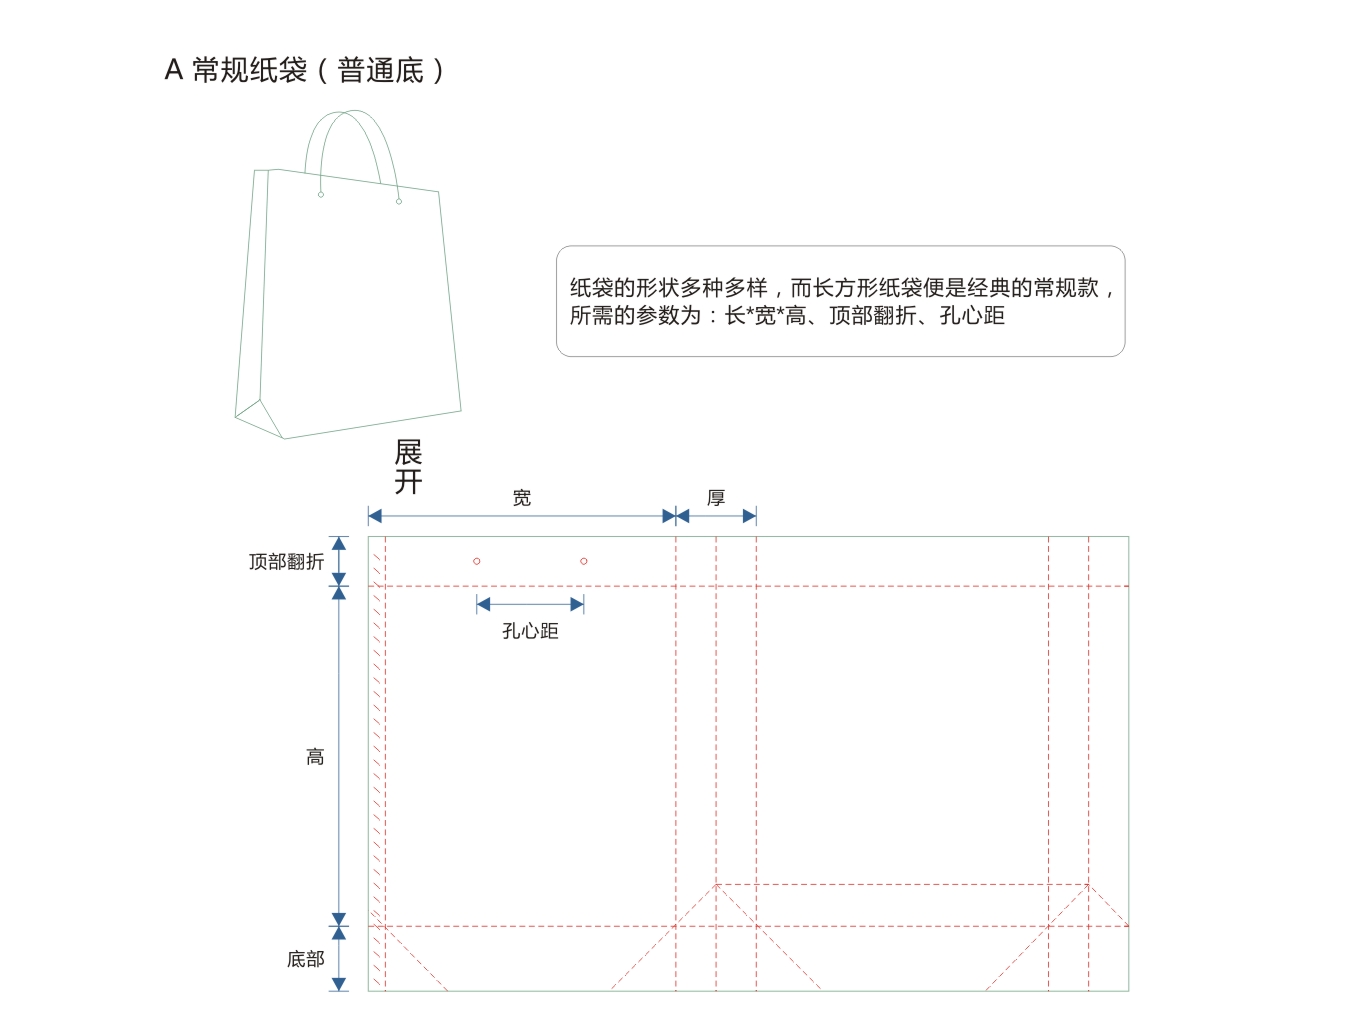 A 常规纸袋（普通底）
纸袋的形状多种多样，而长方形纸袋便是经典的常规款，
所需的参数为：长*宽*高、顶部翻折、孔心距
展
开
宽
厚
顶部翻折
孔心距
高
底部